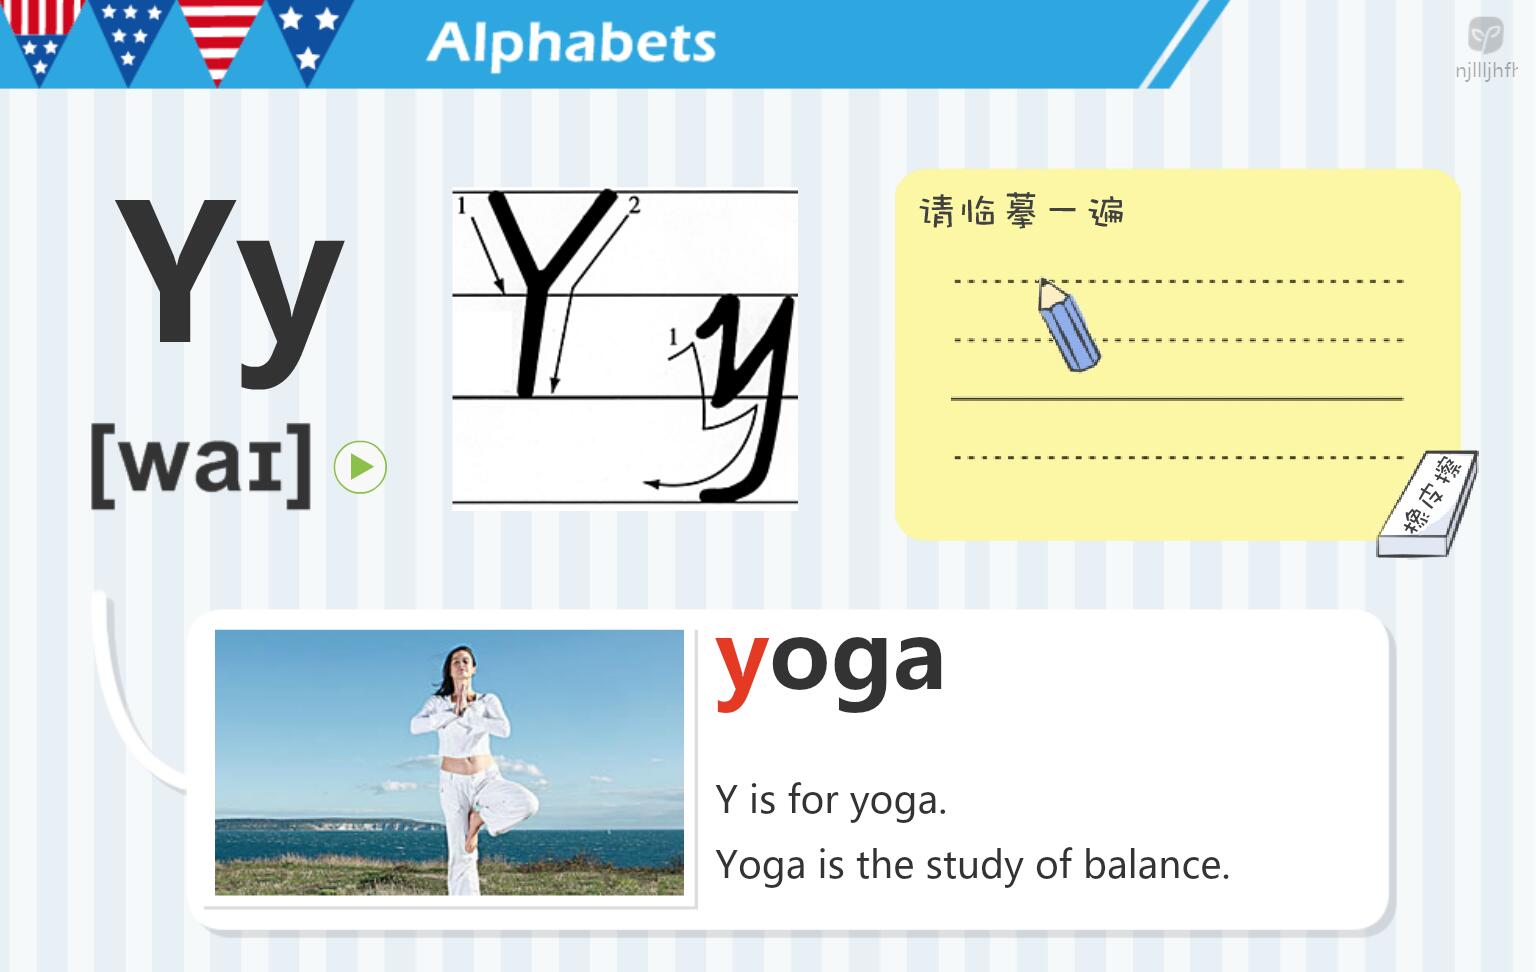 Alphabets
njllljhfh
Yy
[waɪ]
1
2
1
请临摹一遍
橡皮擦
yoga
Y is for yoga.
Yoga is the study of balance.